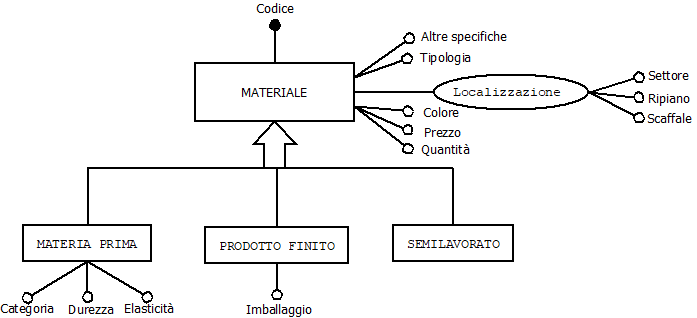 Codice
Altre specifiche
Tipologia
MATERIALE
Localizzazione
Settore
Ripiano
Scaffale
Colore
Prezzo
Quantità
MATERIA PRIMA
PRODOTTO FINITO
SEMILAVORATO
Categoria
Durezza
Elasticità
Imballaggio